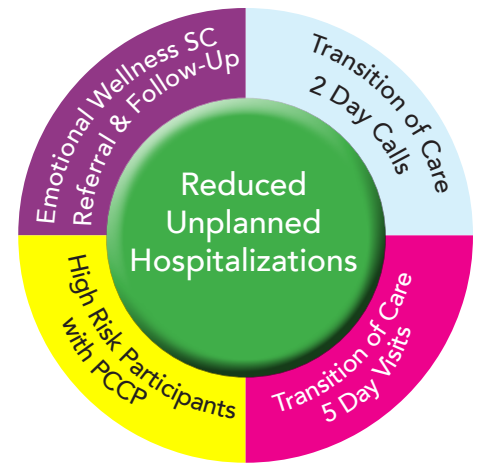 Emotional Wellness SC
Referral & Follow-Up
Transition of Care
2 Day Calls
Reduced
Unplanned
Hospitalizations
High Risk Participants
with PCCP
Transition of Care
5 Day Visits